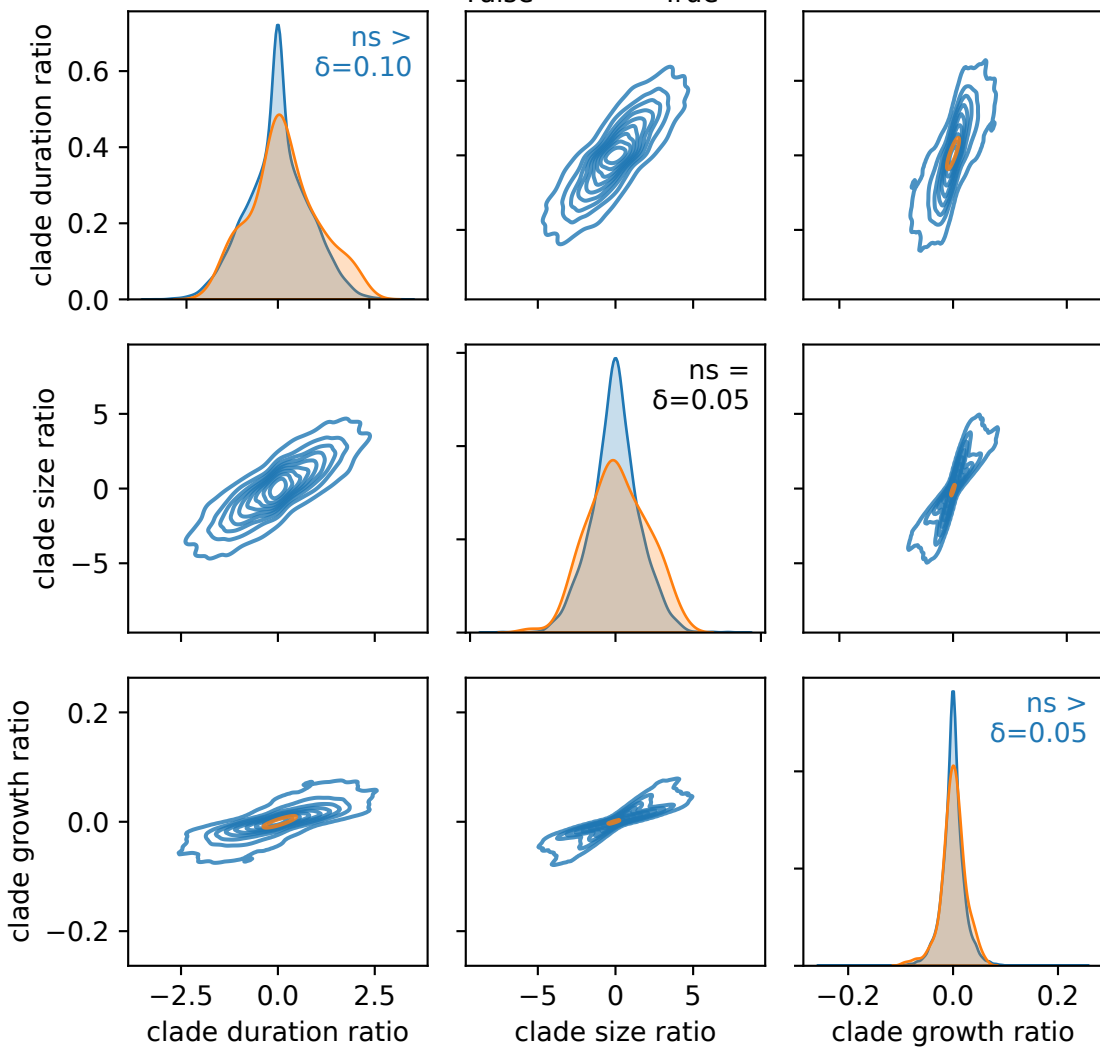 clade duration ratio
0.6
0.4
0.2
0.0
ns >
δ=0.10
clade size ratio
5
0
−5
ns =
δ=0.05
clade growth ratio
0.2
0.0
−0.2
ns >
δ=0.05
−2.5 0.0 2.5
−5 0 5
−0.2 0.0 0.2
clade duration ratio
clade size ratio
clade growth ratio